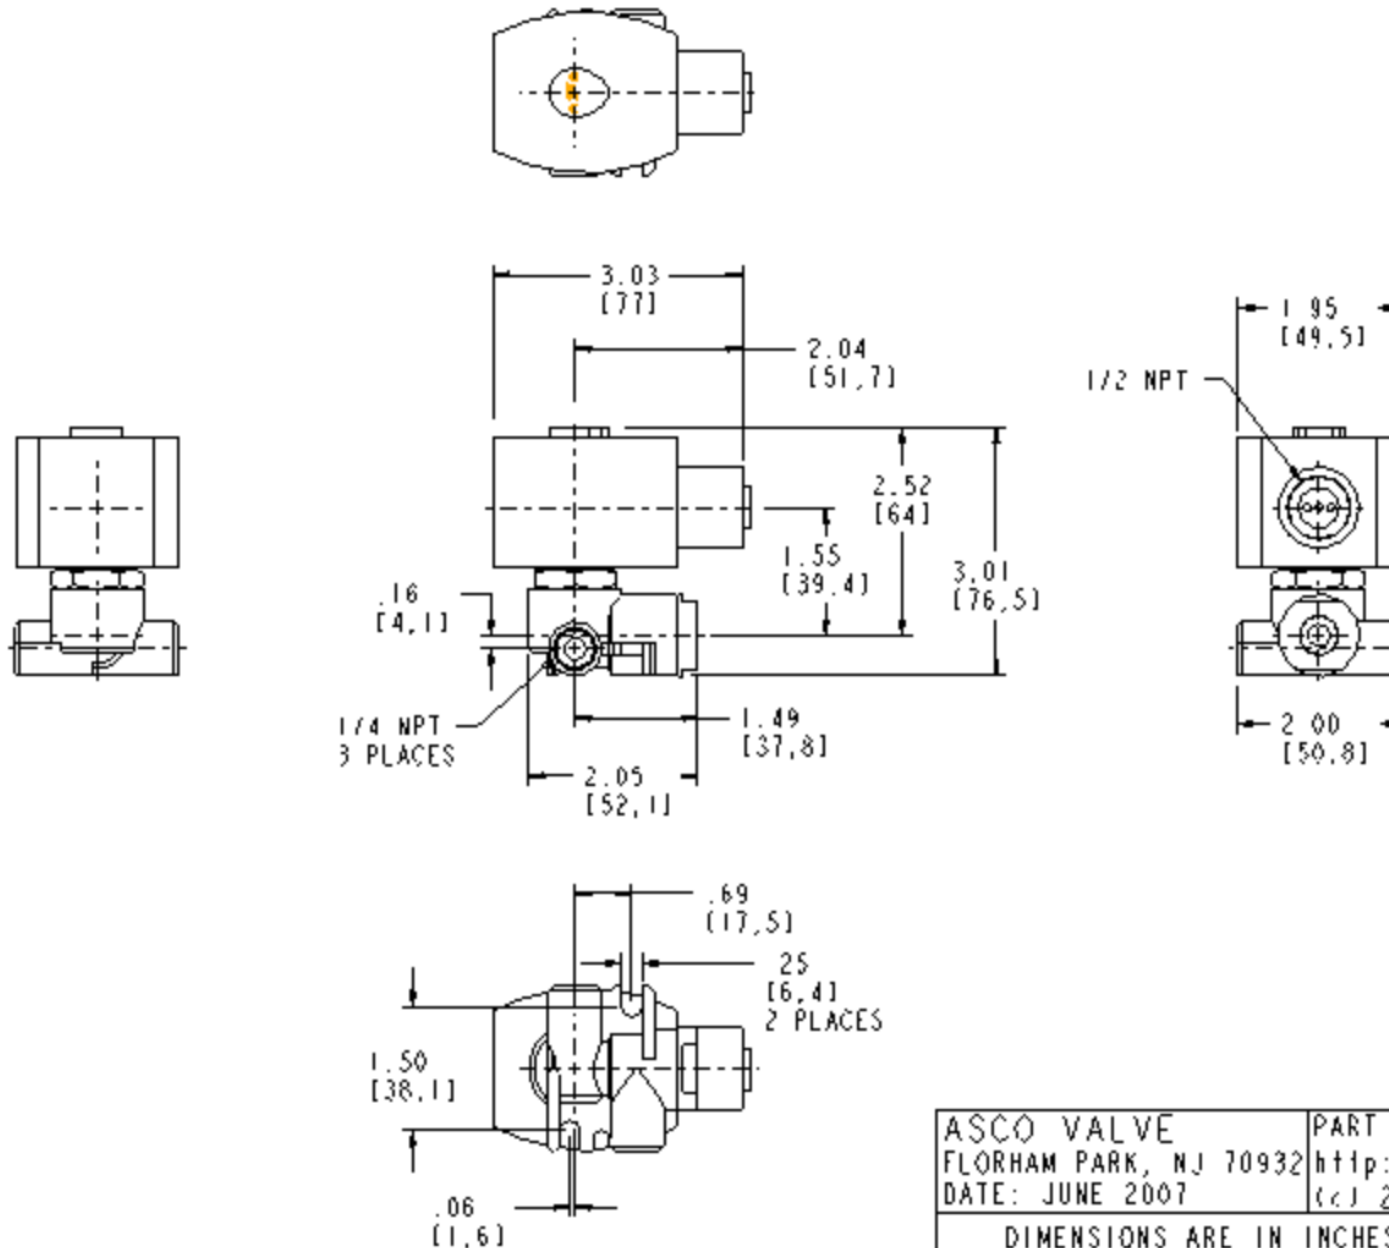 3.03
[77]
2.04
[51,7]
1.95
[49,5]
1/2 NPT
2.52
[64]
1.55
[39,4]
3.01
[76,5]
.16
[4,1]
1/4 NPT
3 PLACES
1.49
[37,8]
2.05
[52,1]
2.00
[50,8]
.69
[17,5]
.25
[6,4]
2 PLACES
1.50
[38,1]
.06
[1,6]
ASCO VALVE
FLORHAM PARK, NJ 70932
DATE: JUNE 2007
PART
http:
(c) 2
DIMENSIONS ARE IN INCHES